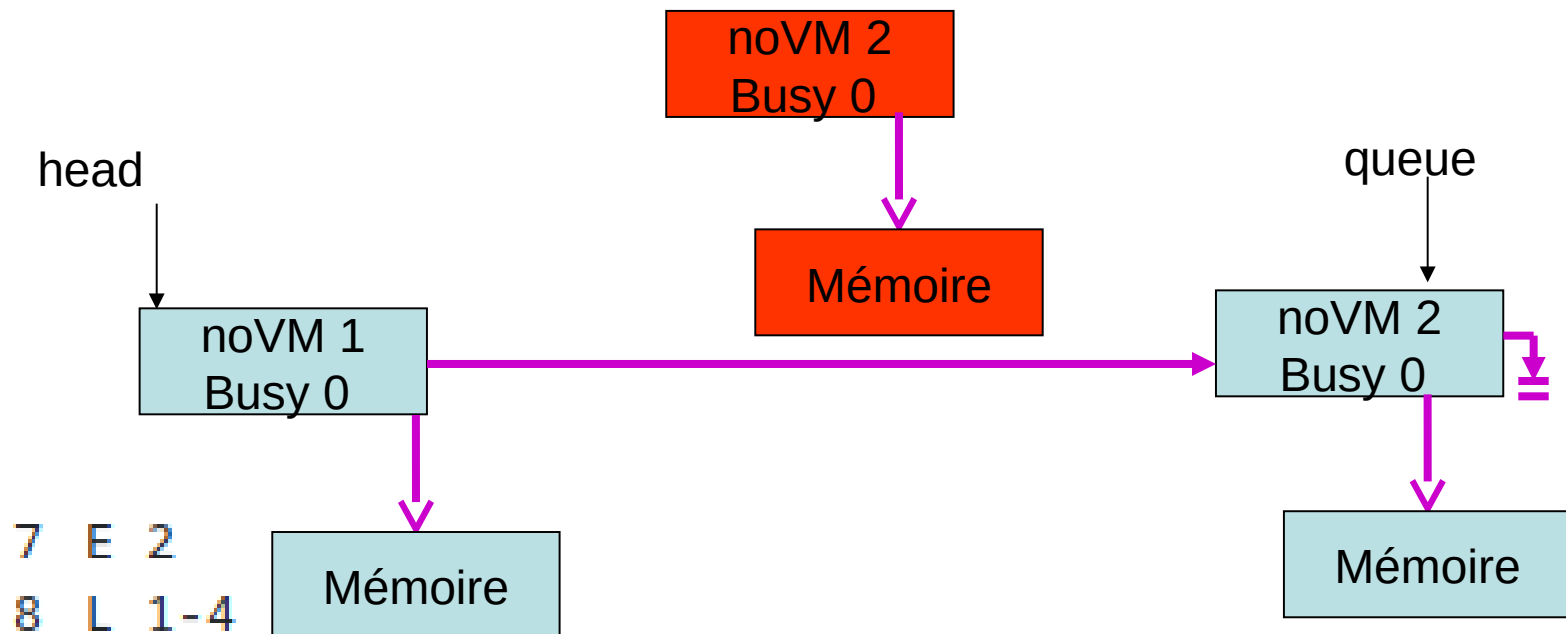 noVM 2
Busy 0
head
queue
Mémoire
noVM 1
Busy 0
noVM 2
Busy 0
7 E 2
8 L 1-4
Mémoire
Mémoire